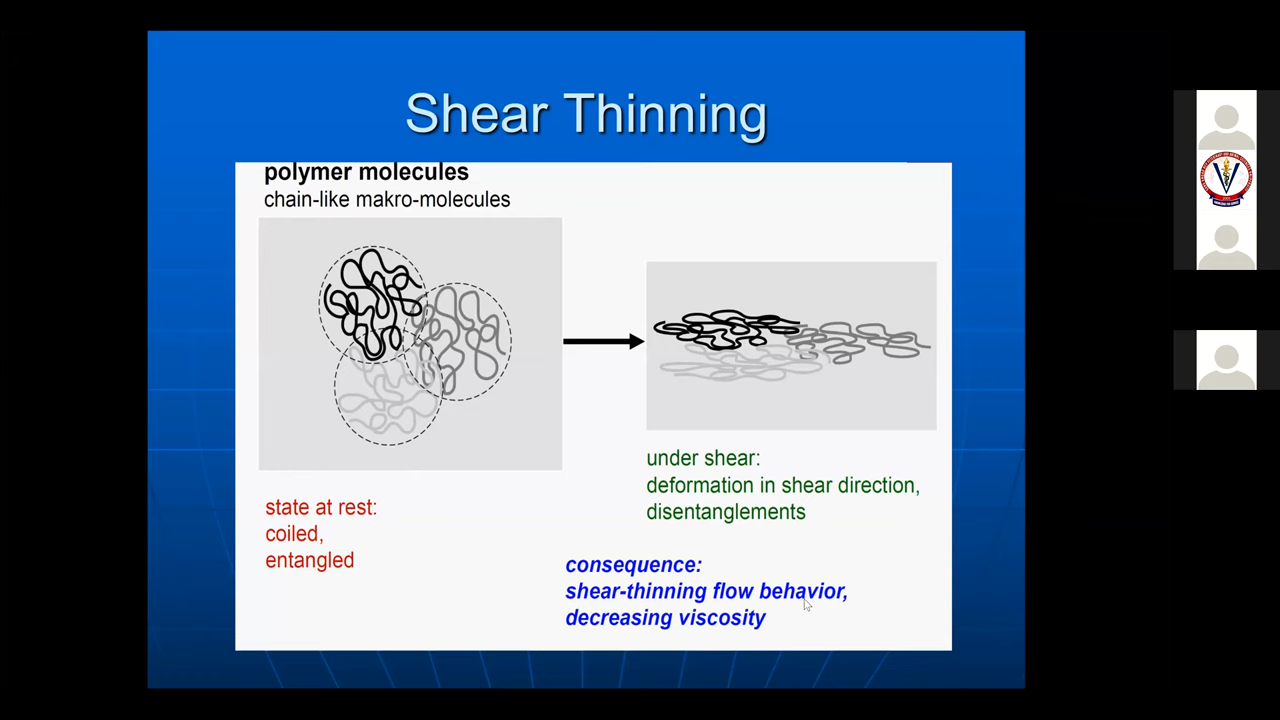 Shear Thinning
polymer molecules
chain-like makro-molecules
state at rest:
coiled,
entangled
under shear:
deformation in shear direction,
disentanglements
consequence:
shear-thinning flow behavior,
decreasing viscosity
V